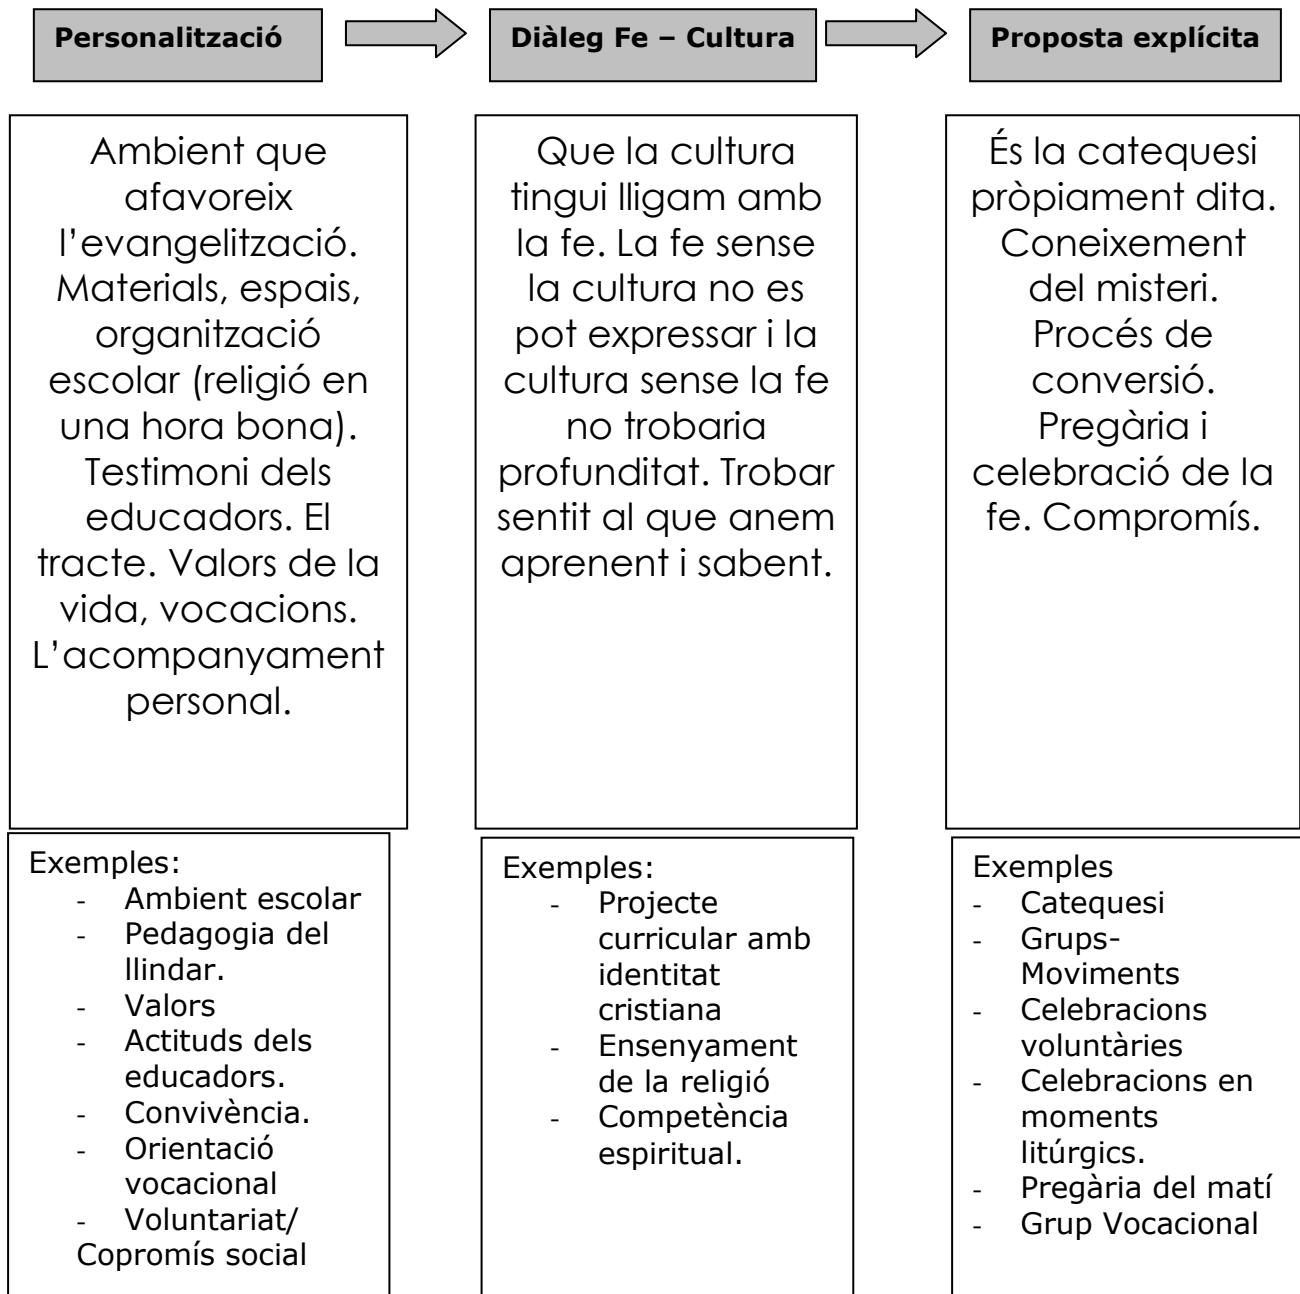 Personalització
Diàleg Fe – Cultura
Proposta explícita
Ambient que
afavoreix
l’evangelització.
Materials, espais,
organització
escolar (religió en
una hora bona).
Testimoni dels
educadors. El
tracte. Valors de la
vida, vocacions.
L’acompanyament
personal.
Que la cultura
tingui lligam amb
la fe. La fe sense
la cultura no es
pot expressar i la
cultura sense la fe
no trobaria
profunditat. Trobar
sentit al que anem
aprenent i sabent.
És la catequesi
pròpiament dita.
Coneixement
del misteri.
Procés de
conversió.
Pregària i
celebració de la
fe. Compromís.
Exemples:
- Ambient escolar
- Pedagogia del
llindar.
- Valors
- Actituds dels
educadors.
- Convivència.
- Orientació
vocacional
- Voluntariat/
Copromís social
Exemples:
- Projecte
curricular amb
identitat
cristiana
- Ensenyament
de la religió
- Competència
espiritual.
Exemples
- Catequesi
- Grups-
Moviments
- Celebracions
voluntàries
- Celebracions en
moments
litúrgics.
- Pregària del matí
- Grup Vocacional